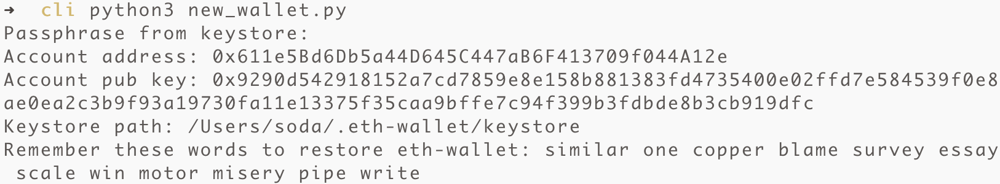 ➜  cli python3 new_wallet.py
Passphrase from keystore:
Account address: 0x611e5Bd6Db5a44D645C447aB6F413709f044A12e
Account pub key: 0x9290d542918152a7cd7859e8e158b881383fd4735400e02ffd7e584539f0e8
ae0ea2c3b9f93a19730fa11e13375f35caa9bffe7c94f399b3fdbde8b3cb919dfc
Keystore path: /Users/soda/.eth-wallet/keystore
Remember these words to restore eth-wallet: similar one copper blame survey essay
 scale win motor misery pipe write